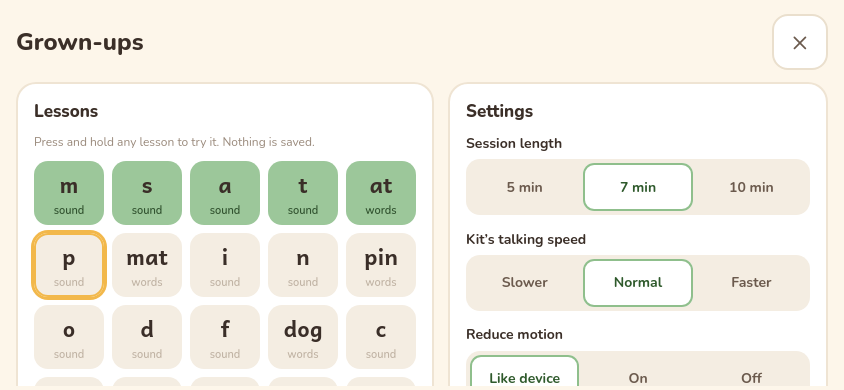 Grown-ups
Lessons
Press and hold any lesson to try it. Nothing is saved.
m s a t at
sound sound sound sound words
p mat i n pin
sound words sound sound words
o d f dog c
sound sound sound words sound
Settings
Session length
5 min 7 min 10 min
Kit's talking speed
Slower Normal Faster
Reduce motion
Like device On Off